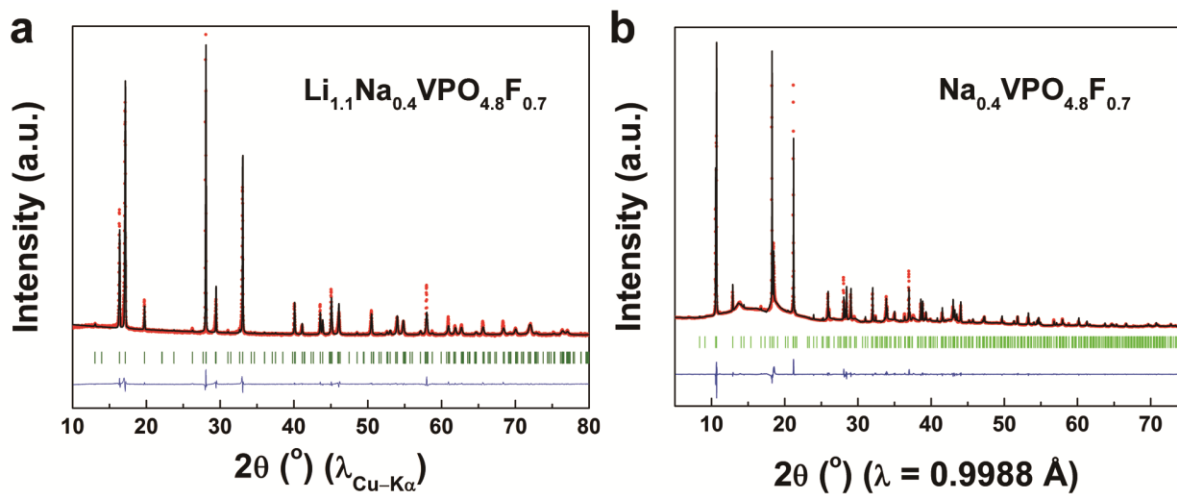 a
Li1.1Na0.4VPO4.8F0.7
Intensity (a.u.)
10 20 30 40 50 60 70 80
2θ (°) (λCu–Kα)
b
Na0.4VPO4.8F0.7
Intensity (a.u.)
10 20 30 40 50 60 70
2θ (°) (λ = 0.9988 Å)